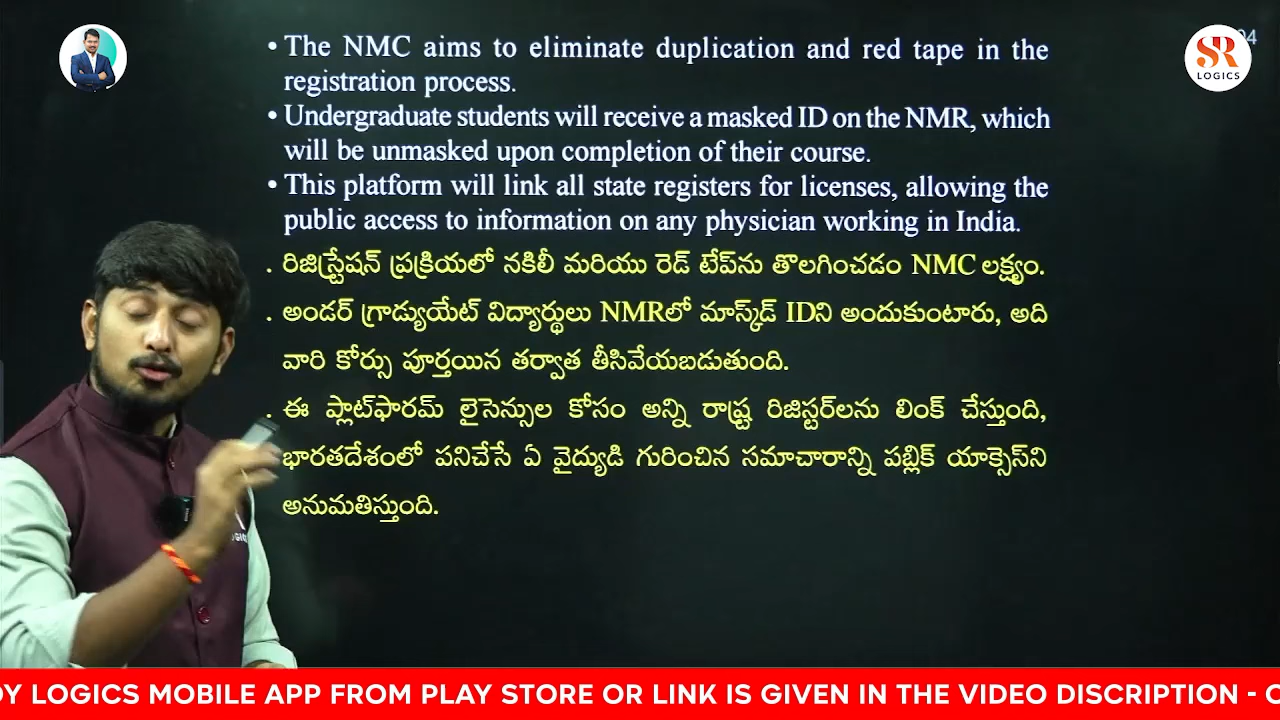 • The NMC aims to eliminate duplication and red tape in the
registration process.
• Undergraduate students will receive a masked ID on the NMR, which
will be unmasked upon completion of their course.
• This platform will link all state registers for licenses, allowing the
public access to information on any physician working in India.
. రిజిస్ట్రేషన్ ప్రక్రియలో నకిలీ మరియు రెడ్ టేప్‌ను తొలగించడం NMC లక్ష్యం.
. అండర్ గ్రాడ్యుయేట్ విద్యార్థులు NMRలో మాస్క్‌డ్ IDని అందుకుంటారు, అది
వారి కోర్సు పూర్తయిన తర్వాత తీసివేయబడుతుంది.
. ఈ ప్లాట్‌ఫారమ్ లైసెన్సుల కోసం అన్ని రాష్ట్ర రిజిస్టర్‌లను లింక్ చేస్తుంది,
భారతదేశంలో పనిచేసే ఏ వైద్యుడి గురించిన సమాచారాన్ని పబ్లిక్ యాక్సెస్‌ని
అనుమతిస్తుంది.
SR
LOGICS
DY LOGICS MOBILE APP FROM PLAY STORE OR LINK IS GIVEN IN THE VIDEO DISCRIPTION -